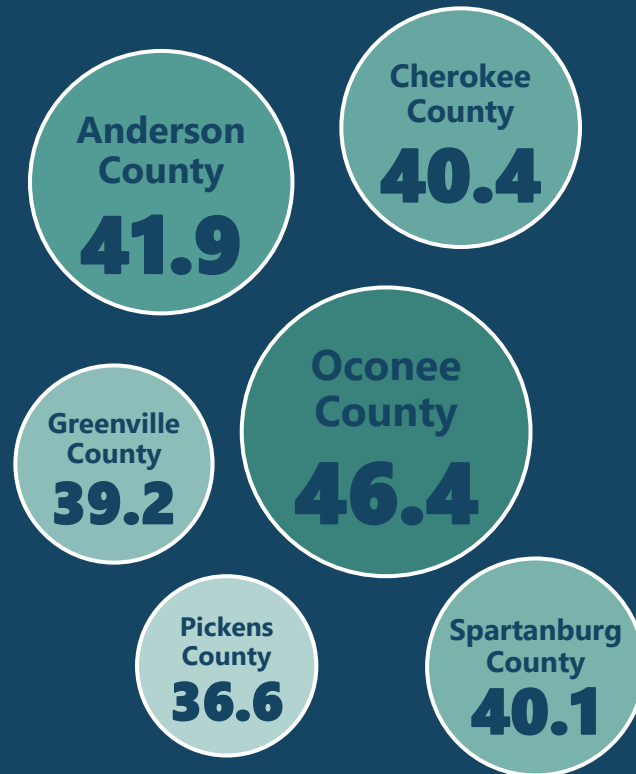 Cherokee
County
40.4
Anderson
County
41.9
Oconee
County
46.4
Greenville
County
39.2
Pickens
County
36.6
Spartanburg
County
40.1